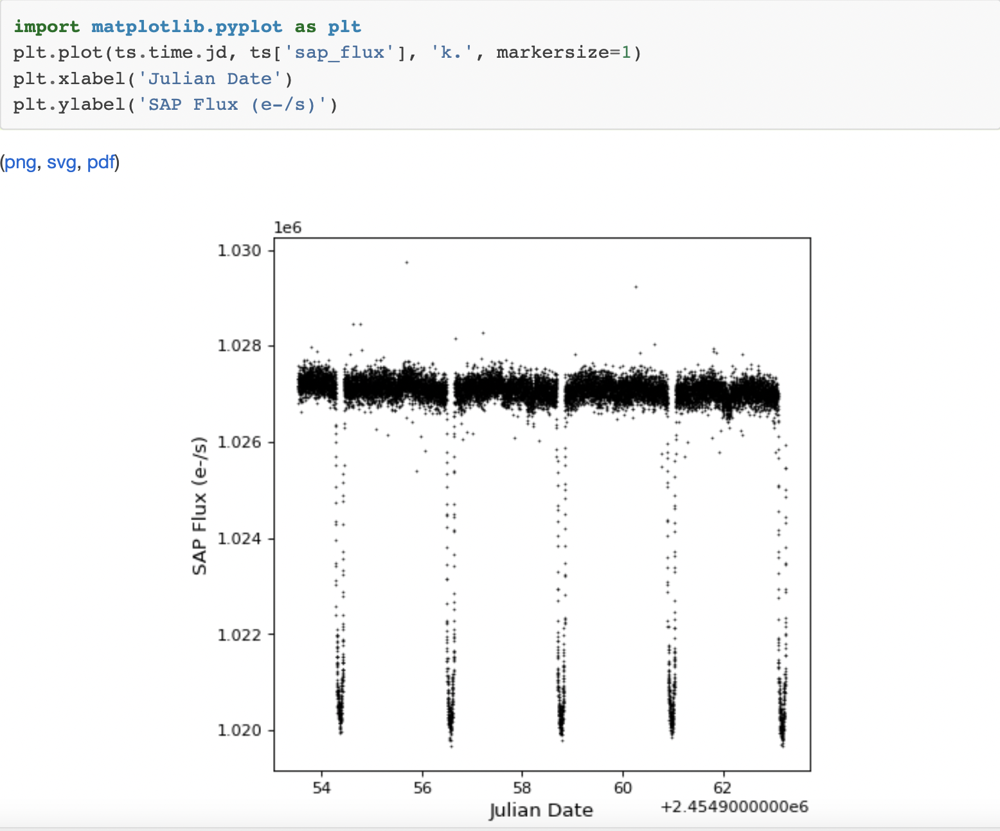 import matplotlib.pyplot as plt
plt.plot(ts.time.jd, ts['sap_flux'], 'k.', markersize=1)
plt.xlabel('Julian Date')
plt.ylabel('SAP Flux (e-/s)')
(png, svg, pdf)
1e6
1.030
1.028
1.026
1.024
1.022
1.020
SAP Flux (e-/s)
54 56 58 60 62
Julian Date
+2.4549000000e6